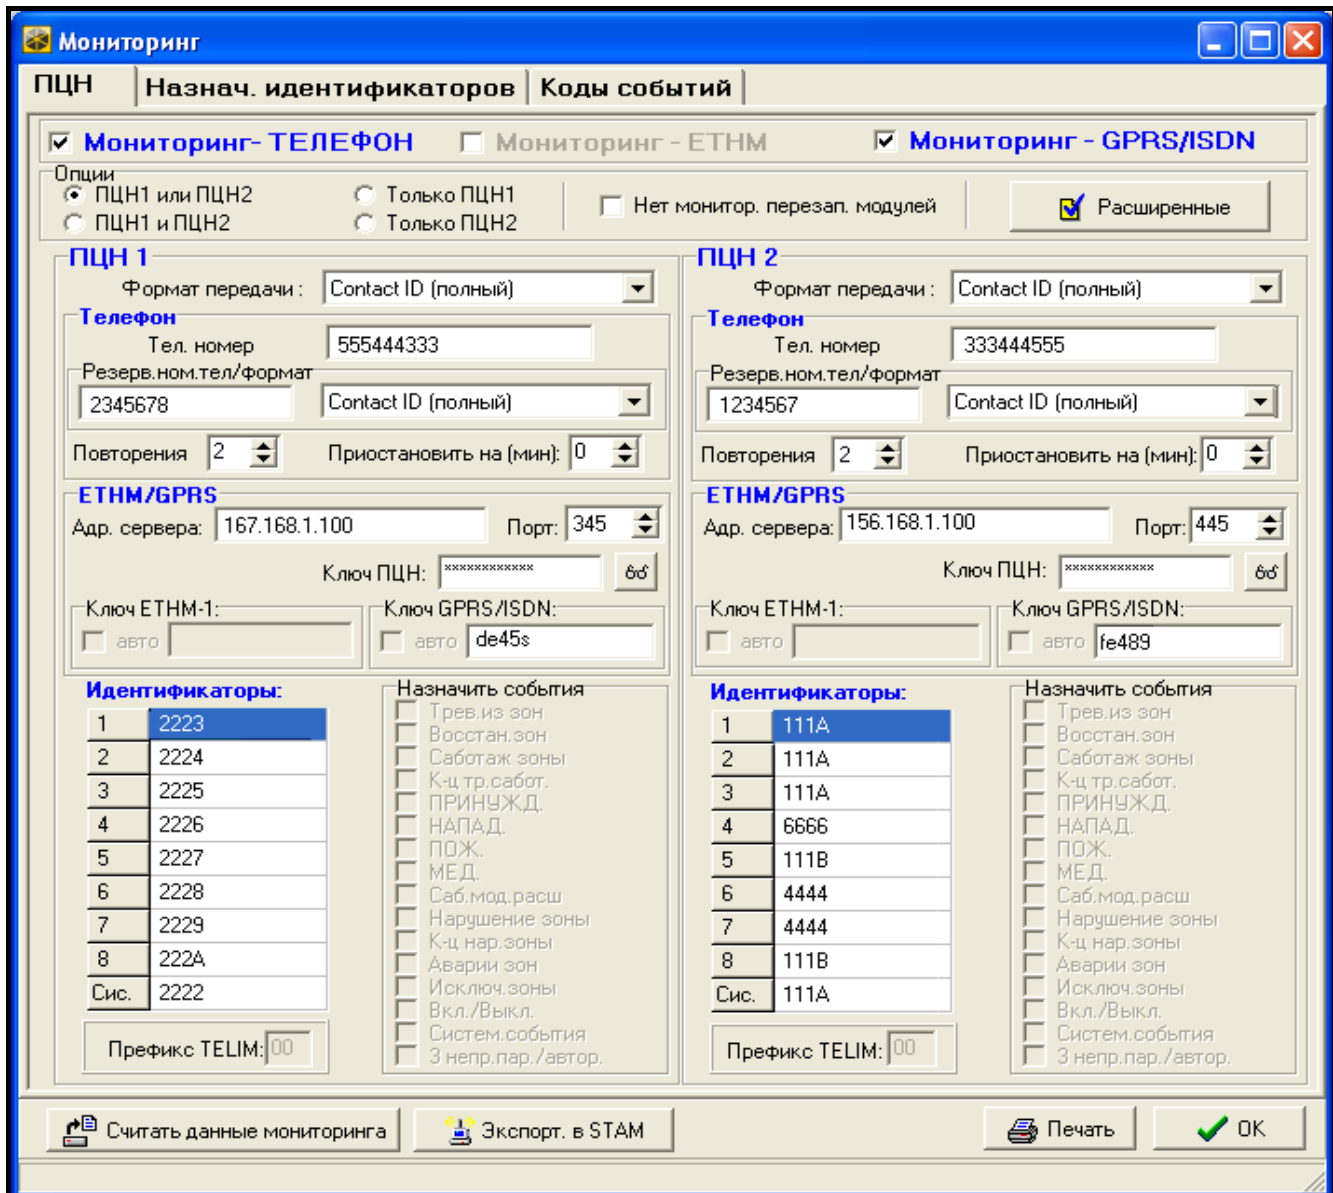 Мониторинг
ПЦН Назнач. идентификаторов Коды событий
Мониторинг- ТЕЛЕФОН Мониторинг - ETHM Мониторинг - GPRS/ISDN
Опции
ПЦН1 или ПЦН2 Только ПЦН1
ПЦН1 и ПЦН2 Только ПЦН2
Нет монитор. перезап. модулей
Расширенные
ПЦН 1
Формат передачи : Contact ID (полный)
Телефон
Тел. номер 555444333
Резерв.ном.тел/формат
2345678 Contact ID (полный)
Повторения 2 Приостановить на (мин): 0
ETHM/GPRS
Адр. сервера: 167.168.1.100 Порт: 345
Ключ ПЦН: ************
Ключ ETHM-1: Ключ GPRS/ISDN:
авто авто de45s
Идентификаторы:
1 2223
2 2224
3 2225
4 2226
5 2227
6 2228
7 2229
8 222A
Сис. 2222
Префикс TELIM: 00
Назначить события
Трев.из зон
Восстан.зон
Саботаж зоны
К-ц тр.сабот.
ПРИНУЖД.
НАПАД.
ПОЖ.
МЕД.
Саб.мод.расш
Нарушение зоны
К-ц нар.зоны
Аварии зон
Исключ.зоны
Вкл./Выкл.
Систем.события
3 непр.пар./автор.
ПЦН 2
Формат передачи : Contact ID (полный)
Телефон
Тел. номер 333444555
Резерв.ном.тел/формат
1234567 Contact ID (полный)
Повторения 2 Приостановить на (мин): 0
ETHM/GPRS
Адр. сервера: 156.168.1.100 Порт: 445
Ключ ПЦН: ************
Ключ ETHM-1: Ключ GPRS/ISDN:
авто авто fe489
Идентификаторы:
1 111A
2 111A
3 111A
4 6666
5 111B
6 4444
7 4444
8 111B
Сис. 111A
Префикс TELIM: 00
Назначить события
Трев.из зон
Восстан.зон
Саботаж зоны
К-ц тр.сабот.
ПРИНУЖД.
НАПАД.
ПОЖ.
МЕД.
Саб.мод.расш
Нарушение зоны
К-ц нар.зоны
Аварии зон
Исключ.зоны
Вкл./Выкл.
Систем.события
3 непр.пар./автор.
Считать данные мониторинга Экспорт. в STAM Печать OK